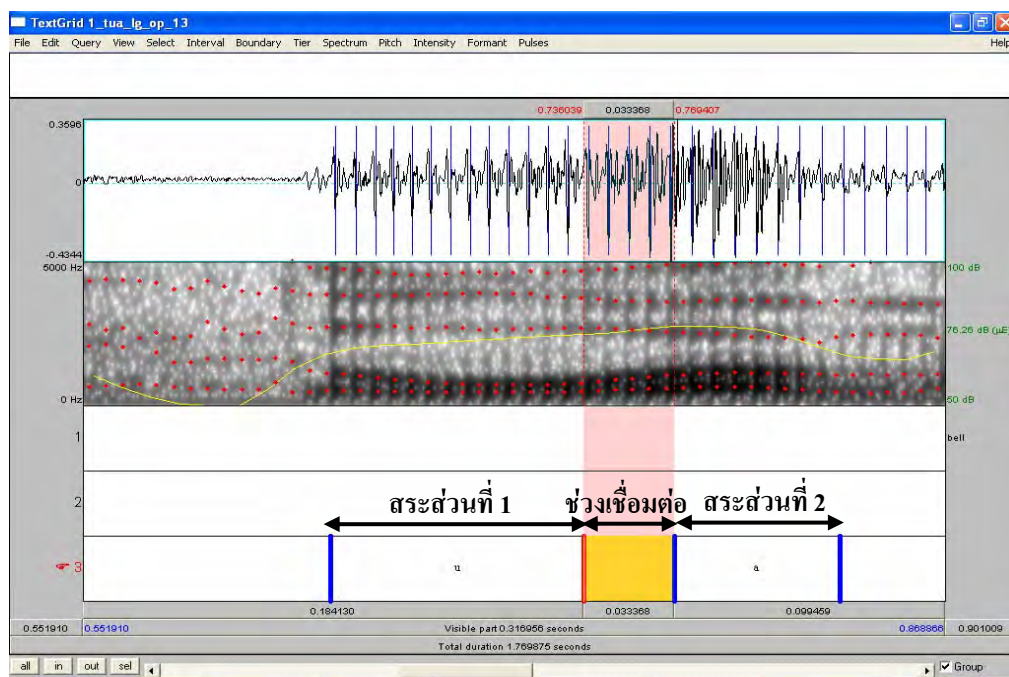 TextGrid 1_tua_lg_op_13
File Edit Query View Select Interval Boundary Tier Spectrum Pitch Intensity Formant Pulses Help
0.736039 0.033368 0.769407
0.3596
0
-0.4344
5000 Hz 100 dB
76.26 dB (µE)
0 Hz 50 dB
1 bell
2 สระส่วนที่ 1 ช่วงเชื่อมต่อ สระส่วนที่ 2
3 u a
0.184130 0.033368 0.099459
0.551910 0.551910 Visible part 0.316956 seconds 0.868866 0.901009
Total duration 1.769875 seconds
all in out sel Group